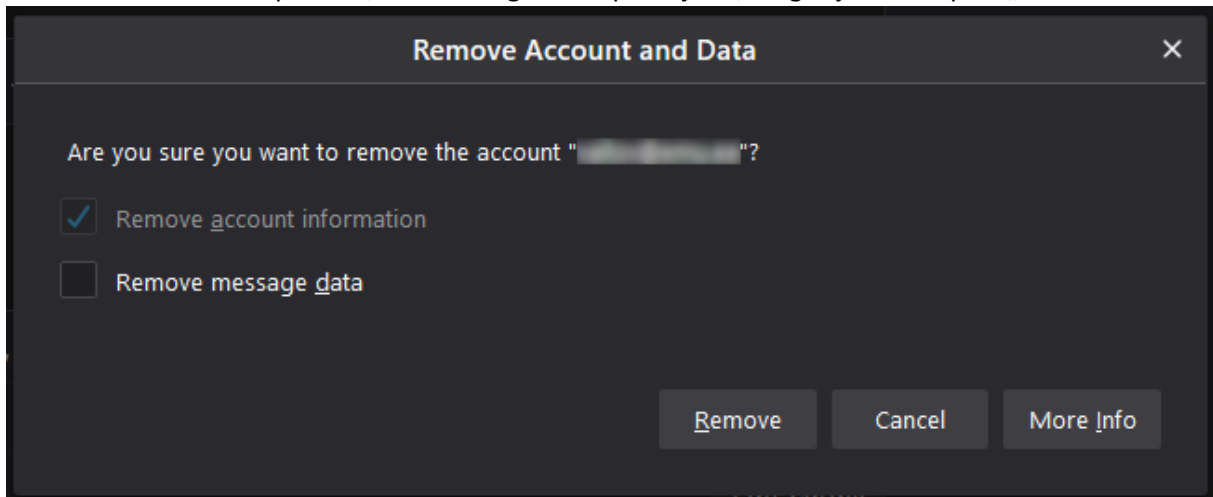 Remove Account and Data
Are you sure you want to remove the account " "?
Remove account information
Remove message data
Remove
Cancel
More Info